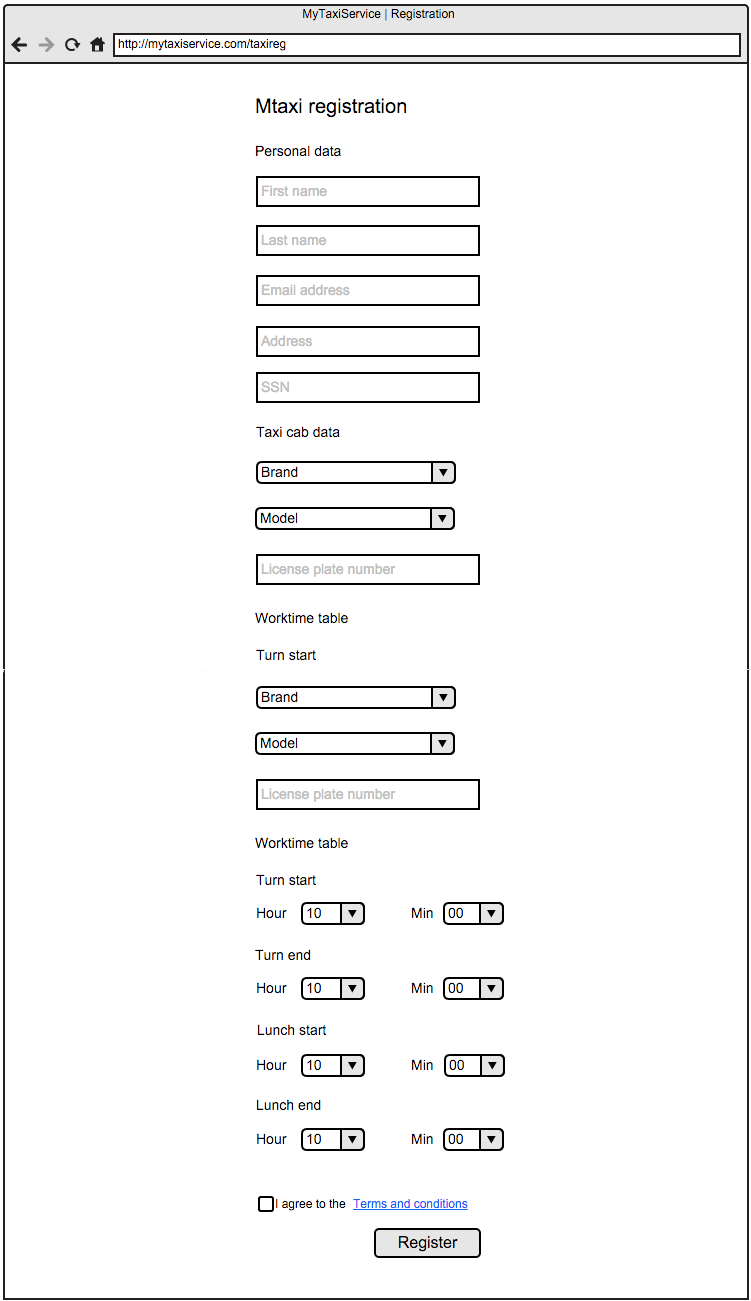 MyTaxiService | Registration
http://mytaxiservice.com/taxireg
Mtaxi registration
Personal data
First name
Last name
Email address
Address
SSN
Taxi cab data
Brand
Model
License plate number
Worktime table
Turn start
Brand
Model
License plate number
Worktime table
Turn start
Hour 10 Min 00
Turn end
Hour 10 Min 00
Lunch start
Hour 10 Min 00
Lunch end
Hour 10 Min 00
I agree to the Terms and conditions
Register